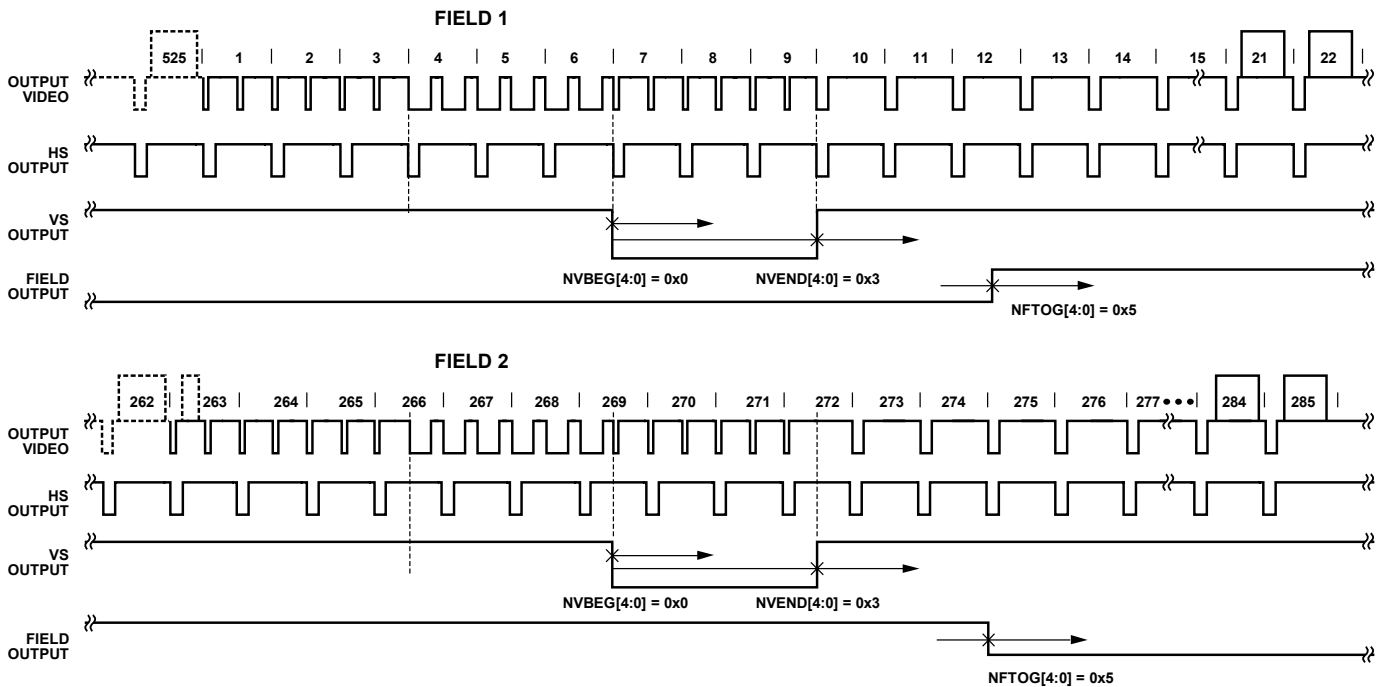 FIELD 1
525 | 1 | 2 | 3 | 4 | 5 | 6 | 7 | 8 | 9 | 10 | 11 | 12 | 13 | 14 | 15 21 | 22 |
OUTPUT
VIDEO
HS
OUTPUT
VS
OUTPUT
NVBEG[4:0] = 0x0 NVEND[4:0] = 0x3
FIELD
OUTPUT
NFTOG[4:0] = 0x5
FIELD 2
262 | 263 | 264 | 265 | 266 | 267 | 268 | 269 | 270 | 271 | 272 | 273 | 274 | 275 | 276 | 277 ••• 284 | 285 |
OUTPUT
VIDEO
HS
OUTPUT
VS
OUTPUT
NVBEG[4:0] = 0x0 NVEND[4:0] = 0x3
FIELD
OUTPUT
NFTOG[4:0] = 0x5